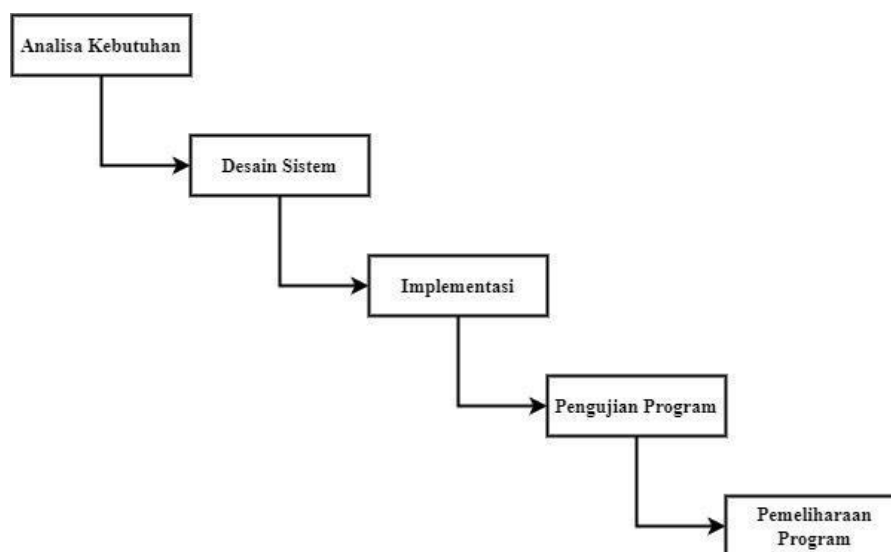 Analisa Kebutuhan
Desain Sistem
Implementasi
Pengujian Program
Pemeliharaan
Program